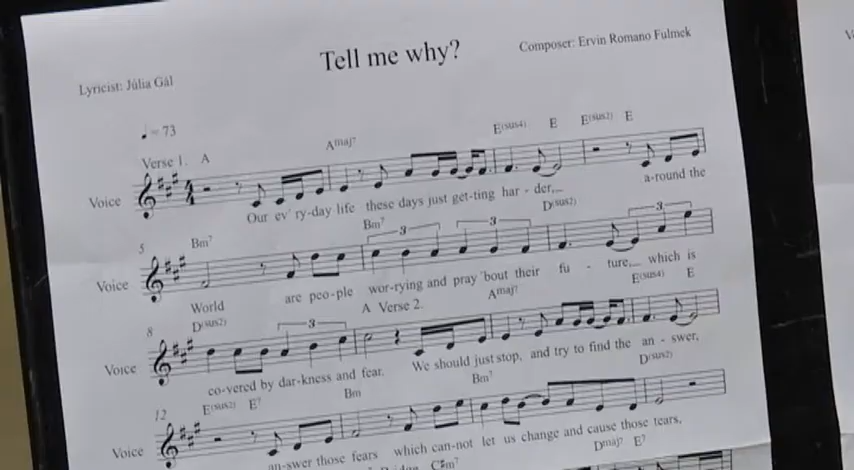 Tell me why?
Lyricist: Júlia Gál
Composer: Ervin Romano Fulmek
♩ = 73
Verse 1. A Amaj7 E(sus4) E E(sus2) E
Voice
Our ev' ry-day life these days just get-ting har - der, a-round the
5 Bm7 Bm7 D(sus2)
3 3 3
Voice
World are peo-ple wor-rying and pray 'bout their fu - ture, which is
8 D(sus2) A Verse 2. Amaj7 E(sus4) E
3
Voice
co-vered by dar-kness and fear. We should just stop, and try to find the an - swer,
12 E(sus2) E7 Bm Bm7 D(sus2)
Voice
an-swer those fears which can-not let us change and cause those tears,
C#m7 Dmaj7 E7